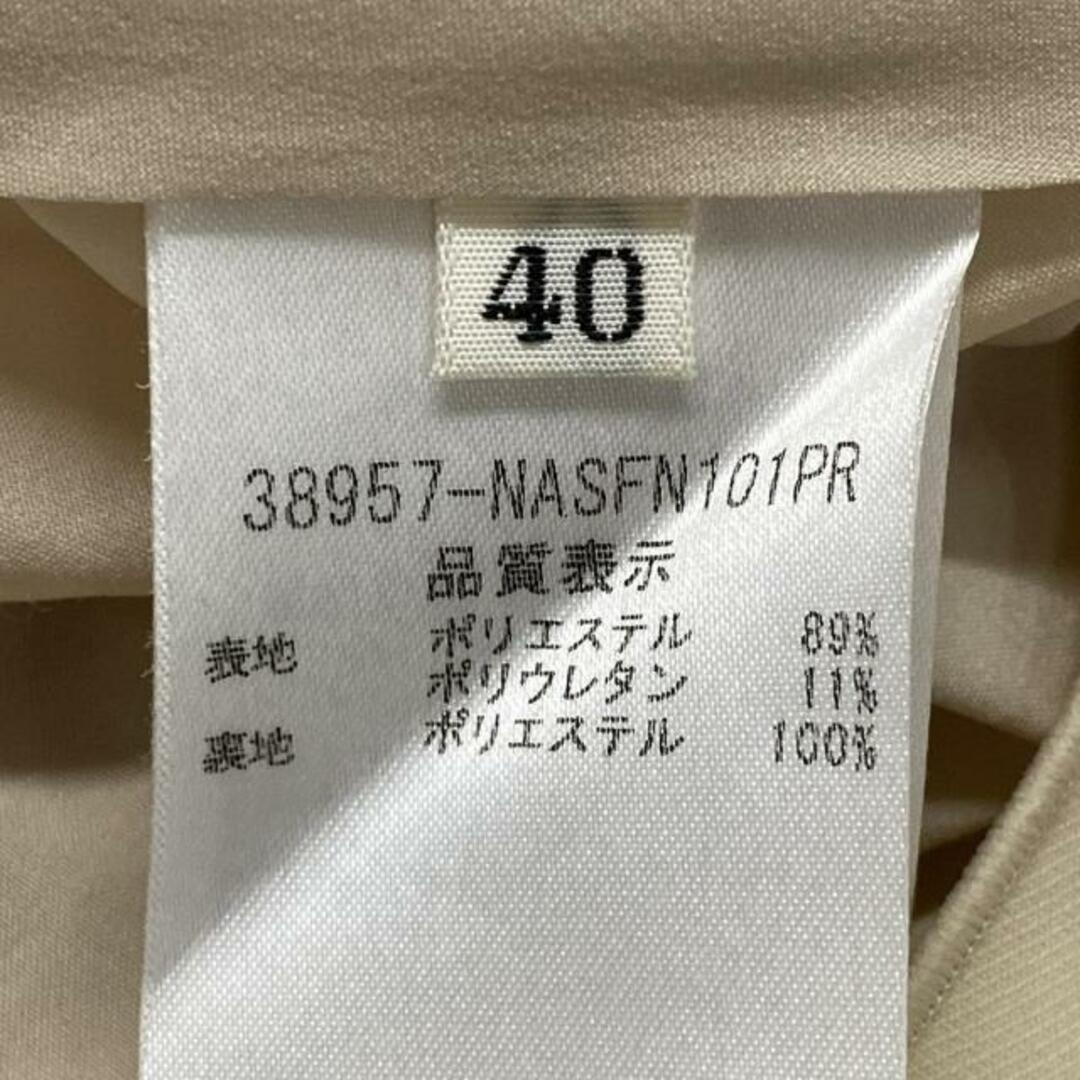 40
38957-NASFN101PR
品質表示
表地 ポリエステル 89%
ポリウレタン 11%
裏地 ポリエステル 100%